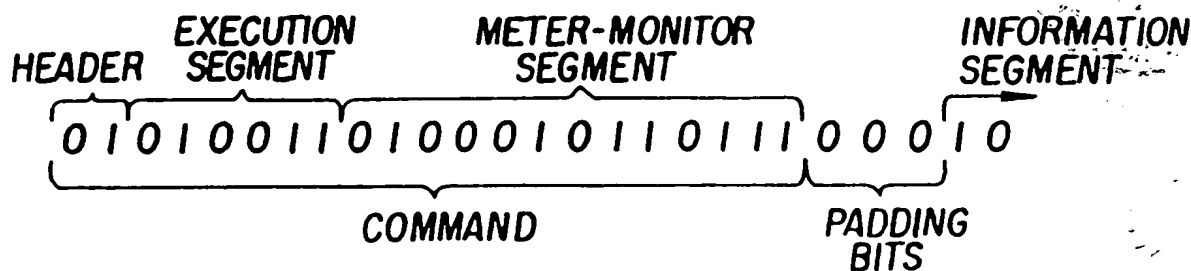 HEADER EXECUTION SEGMENT METER-MONITOR SEGMENT INFORMATION SEGMENT
0 1 0 1 0 0 1 1 0 1 0 0 0 1 0 1 1 0 1 1 1 0 0 0 1 0
COMMAND PADDING BITS